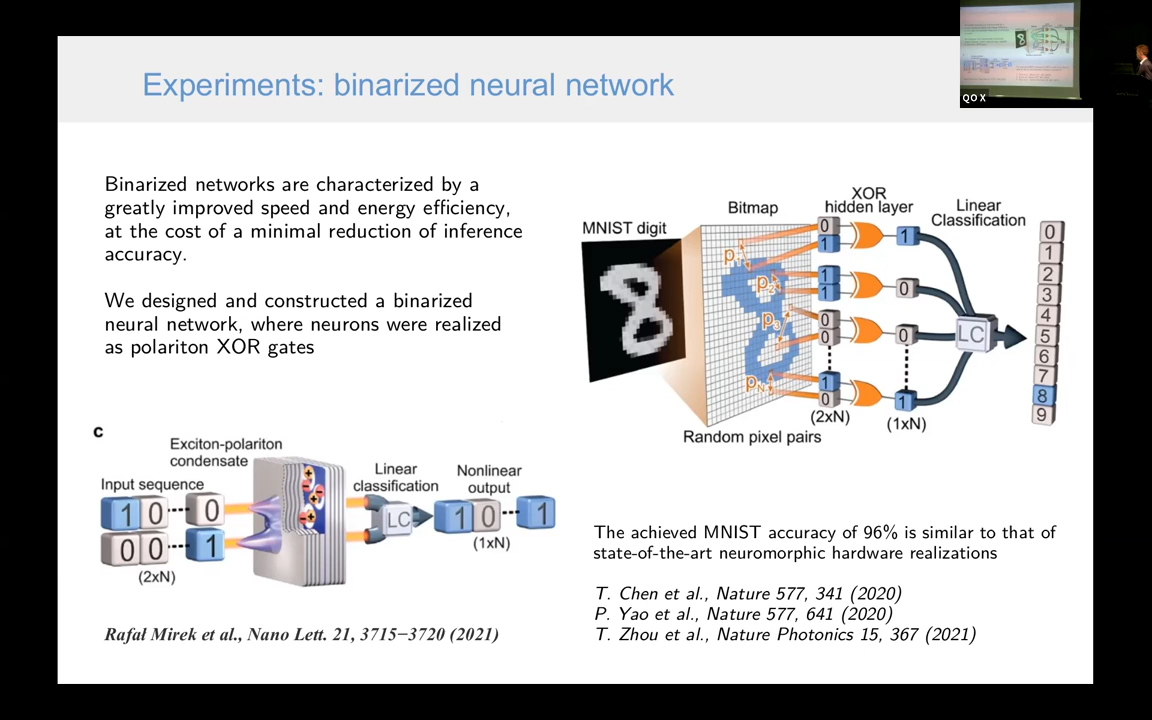 Experiments: binarized neural network
QO X
Binarized networks are characterized by a
greatly improved speed and energy efficiency,
at the cost of a minimal reduction of inference
accuracy.
We designed and constructed a binarized
neural network, where neurons were realized
as polariton XOR gates
c
Exciton-polariton
condensate
Input sequence
1 0 0
0 0 1
(2xN)
Linear
classification
LC
Nonlinear
output
1 0 1
(1xN)
Rafał Mirek et al., Nano Lett. 21, 3715−3720 (2021)
MNIST digit
Bitmap
XOR
hidden layer
Linear
Classification
p1
p2
p3
pN
0
1
1
1
0
0
1
0
(2xN)
1
0
0
1
(1xN)
LC
0
1
2
3
4
5
6
7
8
9
Random pixel pairs
The achieved MNIST accuracy of 96% is similar to that of
state-of-the-art neuromorphic hardware realizations
T. Chen et al., Nature 577, 341 (2020)
P. Yao et al., Nature 577, 641 (2020)
T. Zhou et al., Nature Photonics 15, 367 (2021)